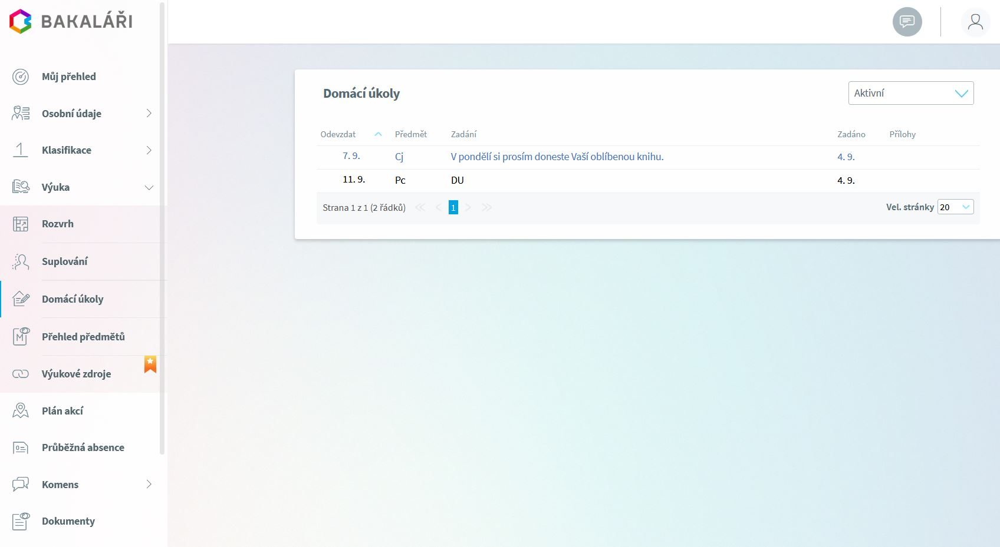 BAKALÁŘI
Můj přehled
Osobní údaje
Klasifikace
Výuka
Rozvrh
Suplování
Domácí úkoly
Přehled předmětů
Výukové zdroje
Plán akcí
Průběžná absence
Komens
Dokumenty
Domácí úkoly Aktivní
Odevzdat Předmět Zadání Zadáno Přílohy
7. 9. Cj V pondělí si prosím doneste Vaší oblíbenou knihu. 4. 9.
11. 9. Pc DU 4. 9.
Strana 1 z 1 (2 řádků) 1 Vel. stránky 20